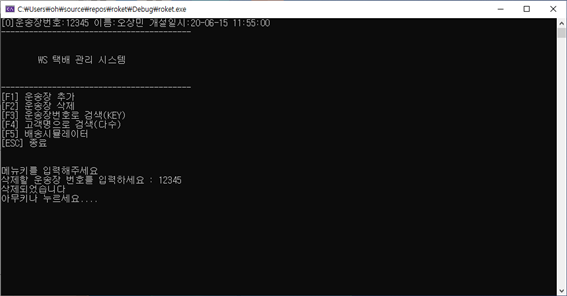 C:\Users\oh\source\repos\roket\Debug\roket.exe
[0]운송장번호:12345 이름:오상민 개설일시:20-06-15 11:55:00
-----------------------------------------
WS 택배 관리 시스템
-----------------------------------------
[F1] 운송장 추가
[F2] 운송장 삭제
[F3] 운송장번호로 검색(KEY)
[F4] 고객명으로 검색(다수)
[F5] 배송시뮬레이터
[ESC] 종료
메뉴키를 입력해주세요
삭제할 운송장 번호를 입력하세요 : 12345
삭제되었습니다
아무키나 누르세요....